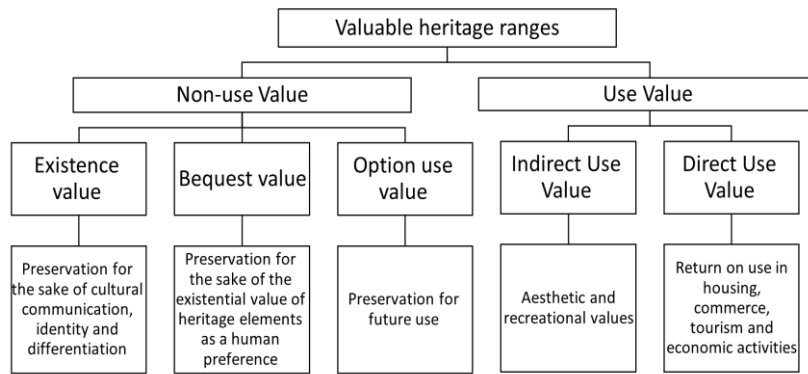 Valuable heritage ranges
Non-use Value
Use Value
Existence
value
Bequest value
Option use
value
Indirect Use
Value
Direct Use
Value
Preservation for
the sake of cultural
communication,
identity and
differentiation
Preservation for
the sake of the
existential value of
heritage elements
as a human
preference
Preservation for
future use
Aesthetic and
recreational values
Return on use in
housing,
commerce,
tourism and
economic activities